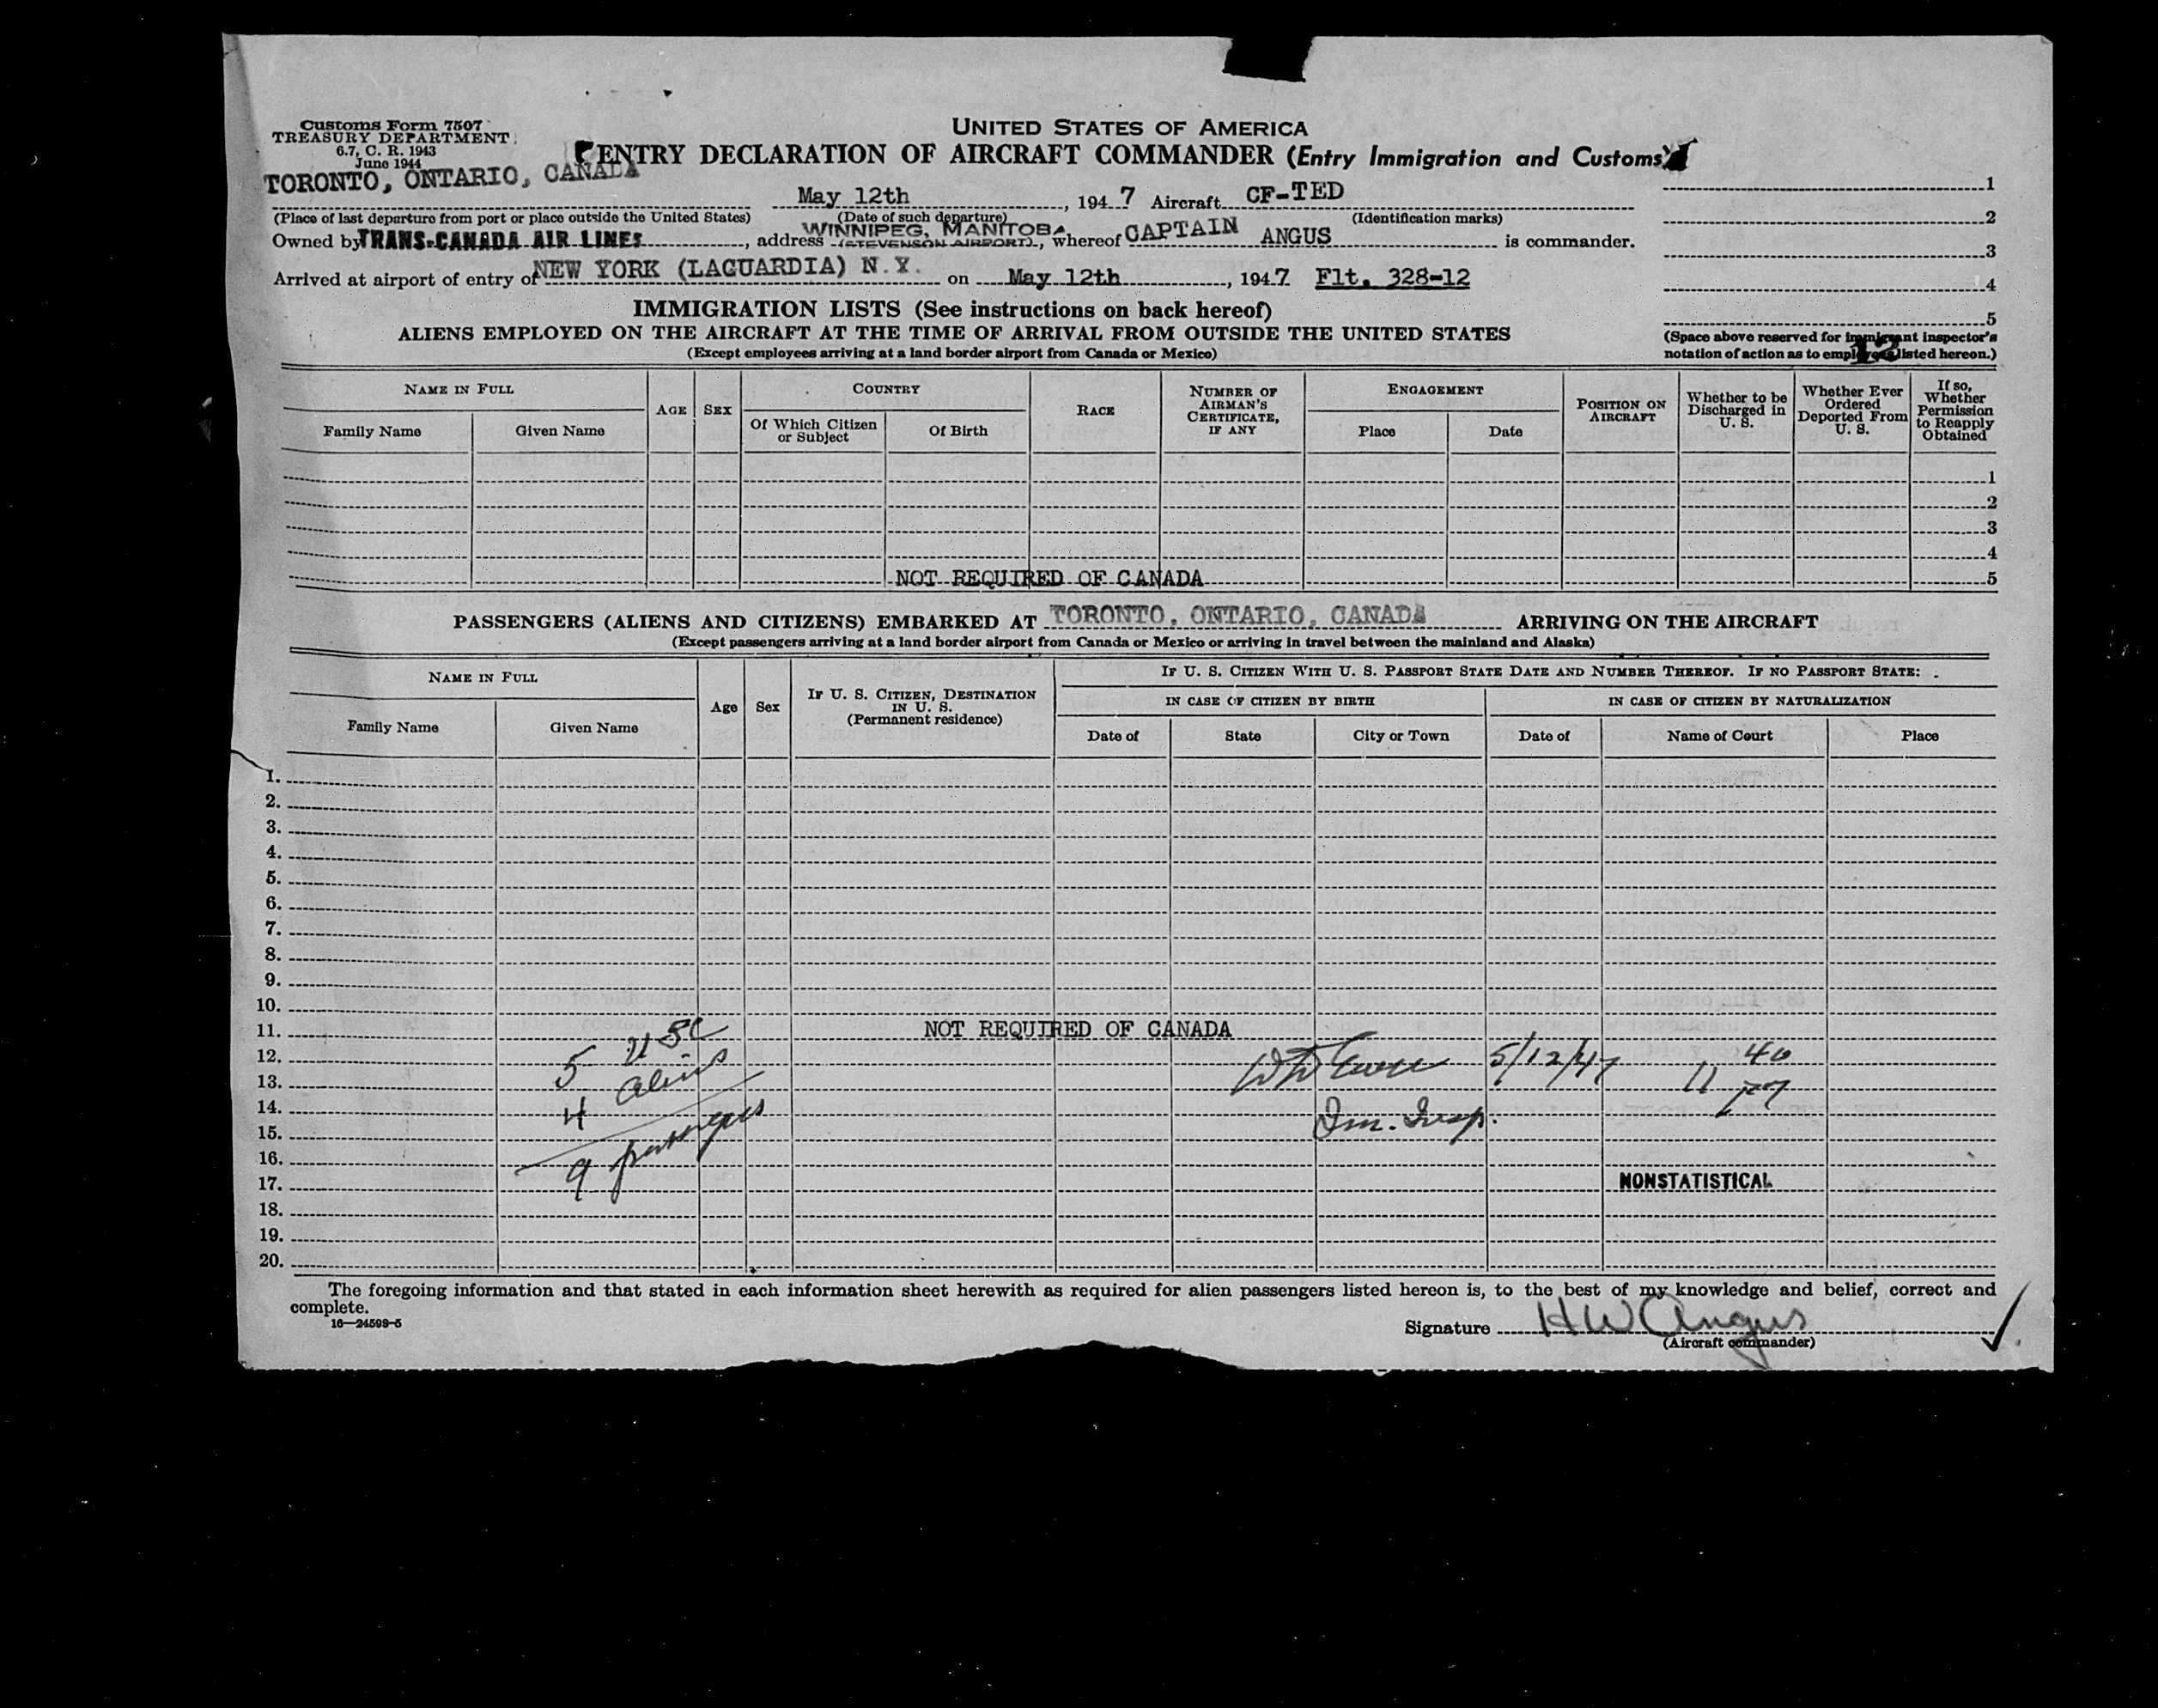 Customs Form 7507
TREASURY DEPARTMENT
6.7, C. R. 1943
June 1944
UNITED STATES OF AMERICA
ENTRY DECLARATION OF AIRCRAFT COMMANDER (Entry Immigration and Customs)
TORONTO, ONTARIO, CANADA May 12th, 1947 Aircraft CF-TED
(Place of last departure from port or place outside the United States) (Date of such departure) (Identification marks)
Owned by TRANS-CANADA AIR LINES, address WINNIPEG, MANITOBA (STEVENSON AIRPORT), whereof CAPTAIN ANGUS is commander.
Arrived at airport of entry of NEW YORK (LAGUARDIA) N.Y. on May 12th, 1947 Flt. 328-12
1
2
3
4
5
(Space above reserved for immigrant inspector's
notation of action as to employees listed hereon.)
12
IMMIGRATION LISTS (See instructions on back hereof)
ALIENS EMPLOYED ON THE AIRCRAFT AT THE TIME OF ARRIVAL FROM OUTSIDE THE UNITED STATES
(Except employees arriving at a land border airport from Canada or Mexico)
NAME IN FULL
Family Name Given Name
AGE SEX
COUNTRY
Of Which Citizen or Subject Of Birth
RACE
NUMBER OF AIRMAN'S CERTIFICATE, IF ANY
ENGAGEMENT
Place Date
POSITION ON AIRCRAFT
Whether to be Discharged in U. S.
Whether Ever Ordered Deported From U. S.
If so, Whether Permission to Reapply Obtained
1
2
3
4
NOT REQUIRED OF CANADA 5
PASSENGERS (ALIENS AND CITIZENS) EMBARKED AT TORONTO, ONTARIO, CANADA ARRIVING ON THE AIRCRAFT
(Except passengers arriving at a land border airport from Canada or Mexico or arriving in travel between the mainland and Alaska)
NAME IN FULL
Family Name Given Name
Age Sex
IF U. S. CITIZEN, DESTINATION IN U. S. (Permanent residence)
IF U. S. CITIZEN WITH U. S. PASSPORT STATE DATE AND NUMBER THEREOF. IF NO PASSPORT STATE:
IN CASE OF CITIZEN BY BIRTH IN CASE OF CITIZEN BY NATURALIZATION
Date of State City or Town Date of Name of Court Place
1.
2.
3.
4.
5.
6.
7.
8.
9.
10.
11. NOT REQUIRED OF CANADA
12. 5 USC 5/12/47 11 40
13. 4 aliens
14.
15. 9 passengers Im. Insp.
16.
17. NONSTATISTICAL
18.
19.
20.
The foregoing information and that stated in each information sheet herewith as required for alien passengers listed hereon is, to the best of my knowledge and belief, correct and
complete.
16—24599-5
Signature H W Angus
(Aircraft commander)